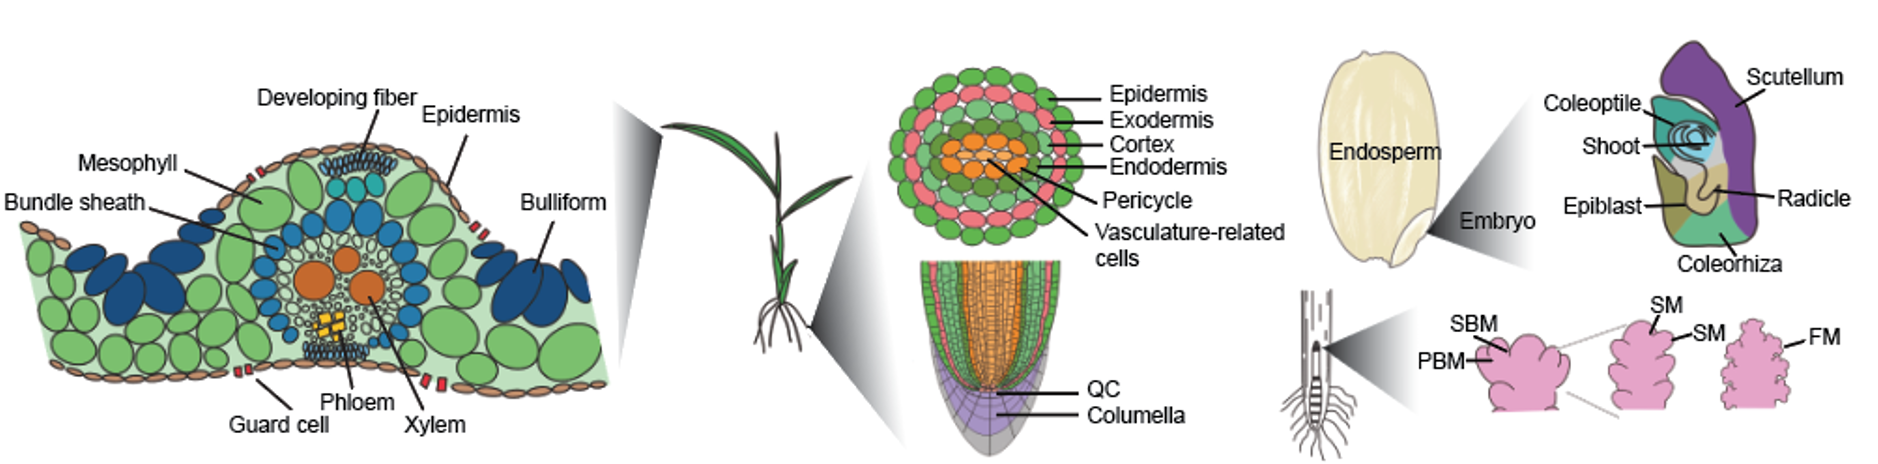 Developing fiber
Epidermis
Mesophyll
Bundle sheath
Bulliform
Phloem
Guard cell
Xylem
Epidermis
Exodermis
Cortex
Endodermis
Pericycle
Vasculature-related
cells
QC
Columella
Endosperm
Embryo
Scutellum
Coleoptile
Shoot
Epiblast
Radicle
Coleorhiza
SBM
PBM
SM
SM
FM